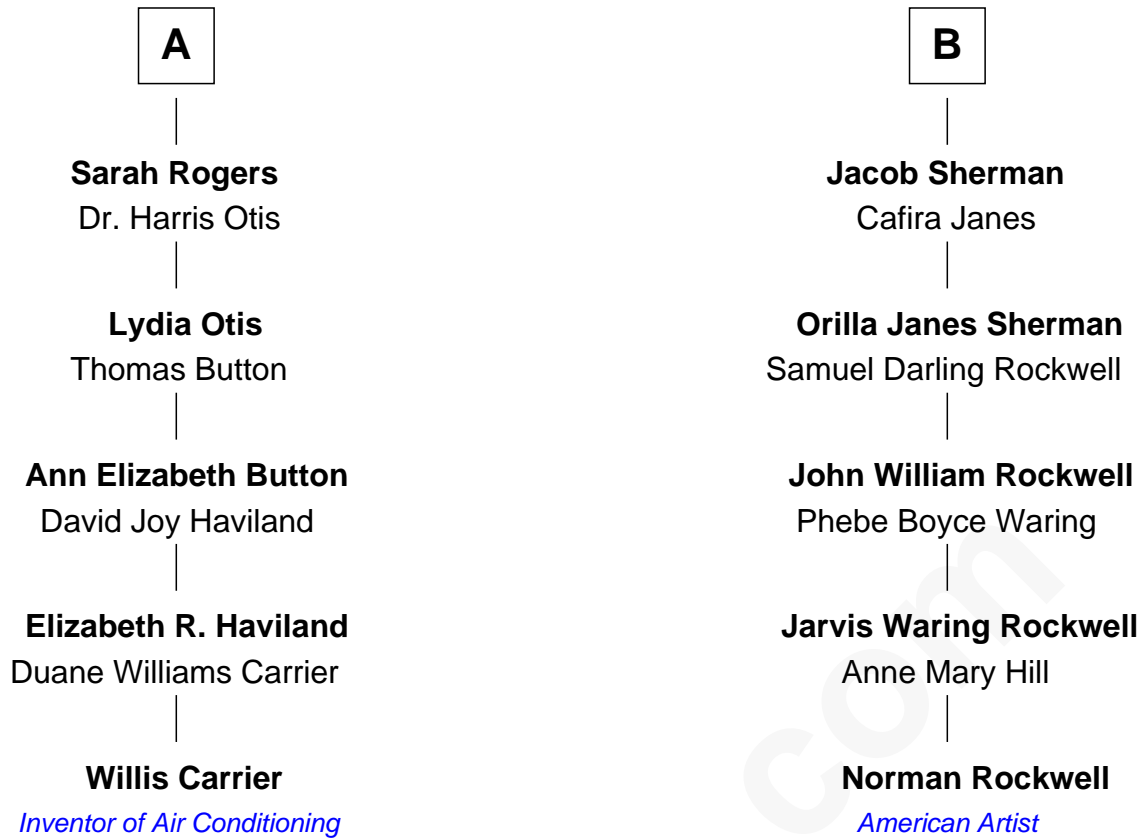 A
Sarah Rogers
Dr. Harris Otis
Lydia Otis
Thomas Button
Ann Elizabeth Button
David Joy Haviland
Elizabeth R. Haviland
Duane Williams Carrier
Willis Carrier
Inventor of Air Conditioning
B
Jacob Sherman
Cafira Janes
Orilla Janes Sherman
Samuel Darling Rockwell
John William Rockwell
Phebe Boyce Waring
Jarvis Waring Rockwell
Anne Mary Hill
Norman Rockwell
American Artist
com